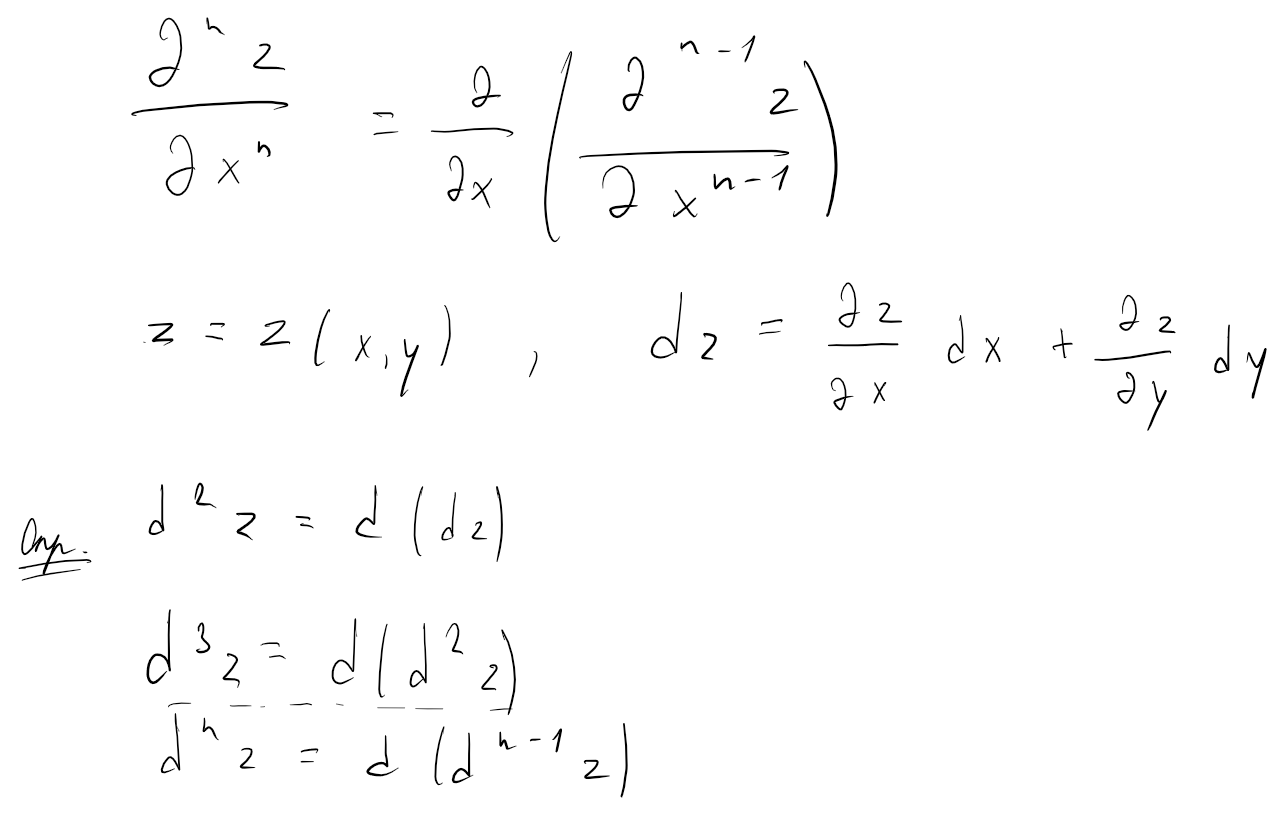 ∂ⁿz/∂xⁿ = ∂/∂x (∂ⁿ⁻¹z/∂xⁿ⁻¹)
z = z(x,y) , dz = ∂z/∂x dx + ∂z/∂y dy
Опр. d²z = d(dz)
d³z = d(d²z)
dⁿz = d(dⁿ⁻¹z)